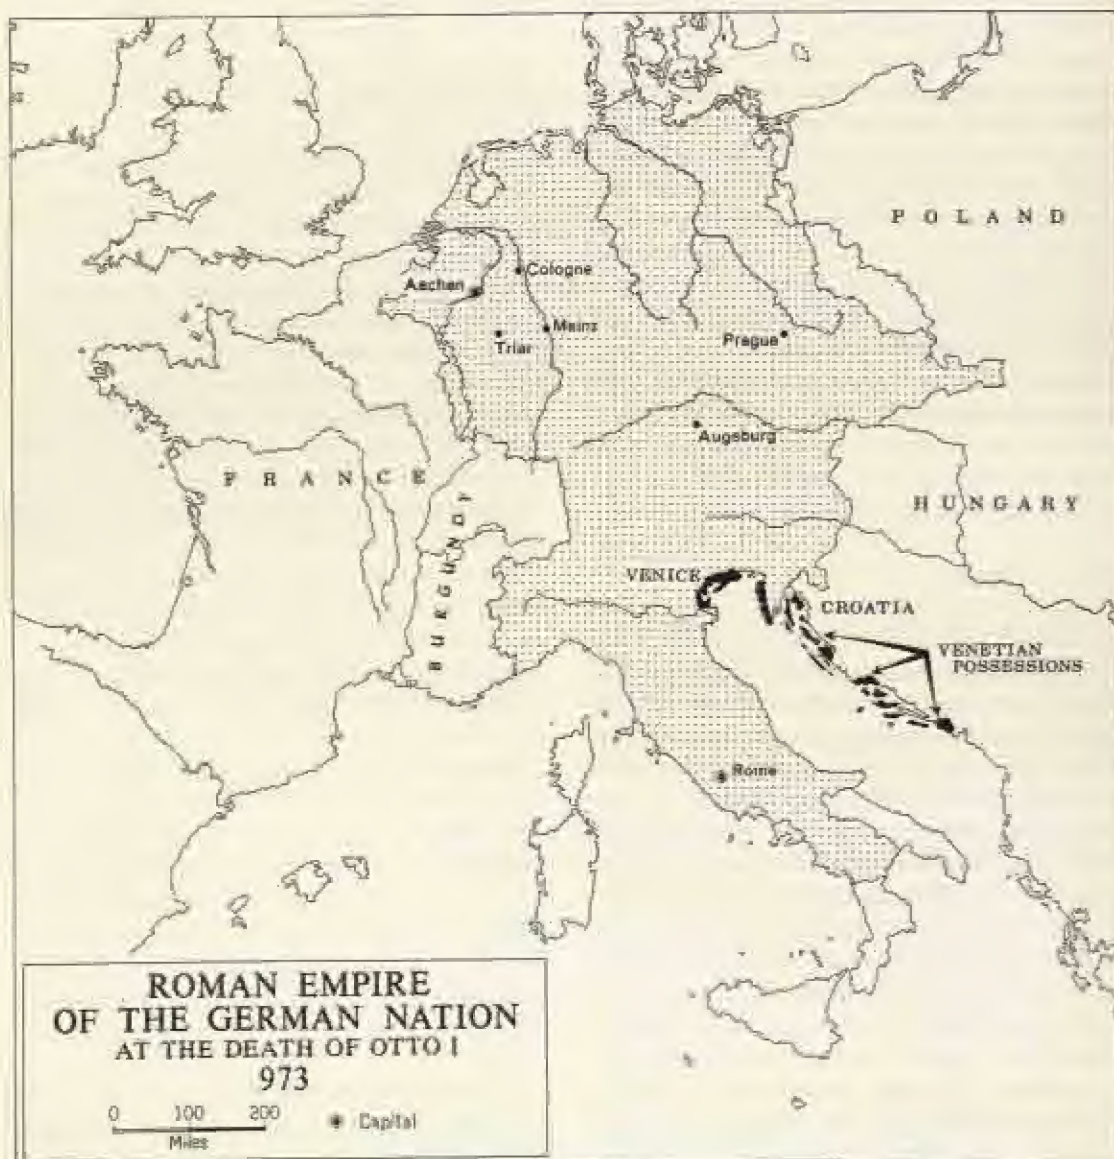 POLAND
Cologne
Aachen
Mainz
Triar
Prague
Augsburg
FRANCE
HUNGARY
BURGUNDY
VENICE
CROATIA
VENETIAN
POSSESSIONS
Rome
ROMAN EMPIRE
OF THE GERMAN NATION
AT THE DEATH OF OTTO I
973
0 100 200
Miles
Capital